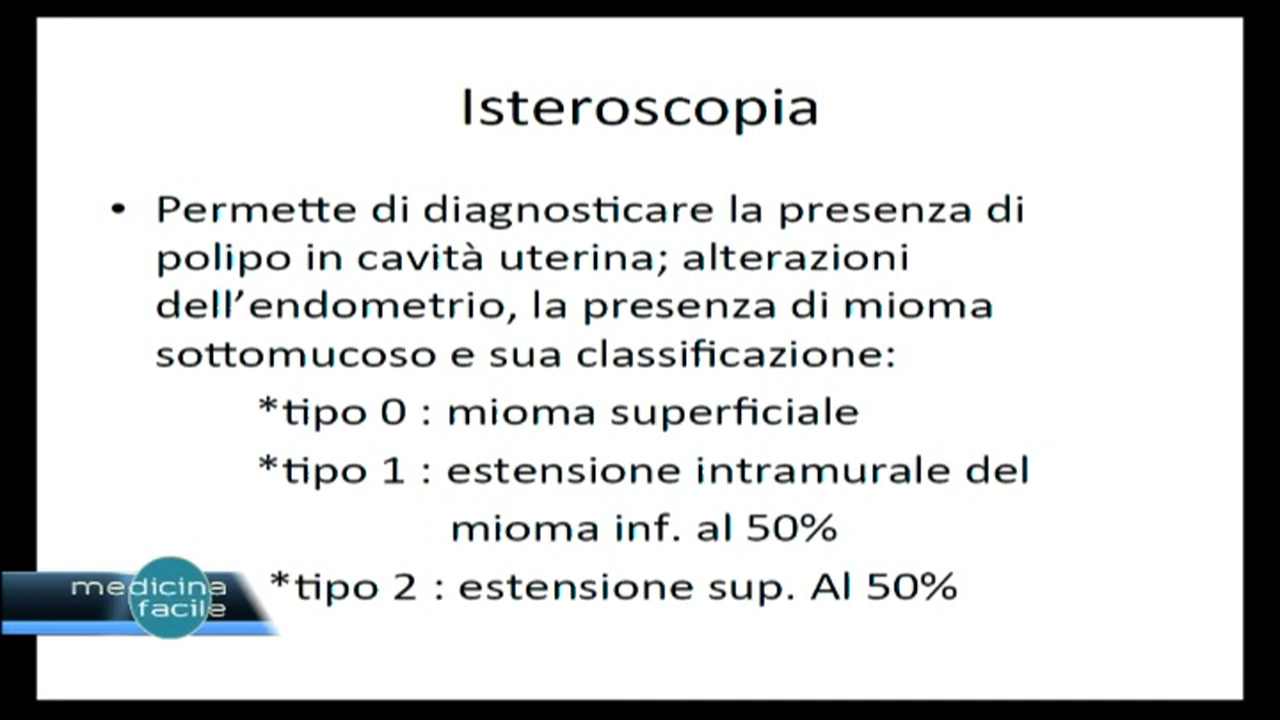 Isteroscopia
• Permette di diagnosticare la presenza di
polipo in cavità uterina; alterazioni
dell’endometrio, la presenza di mioma
sottomucoso e sua classificazione:
*tipo 0 : mioma superficiale
*tipo 1 : estensione intramurale del
mioma inf. al 50%
*tipo 2 : estensione sup. Al 50%
medicina
facile